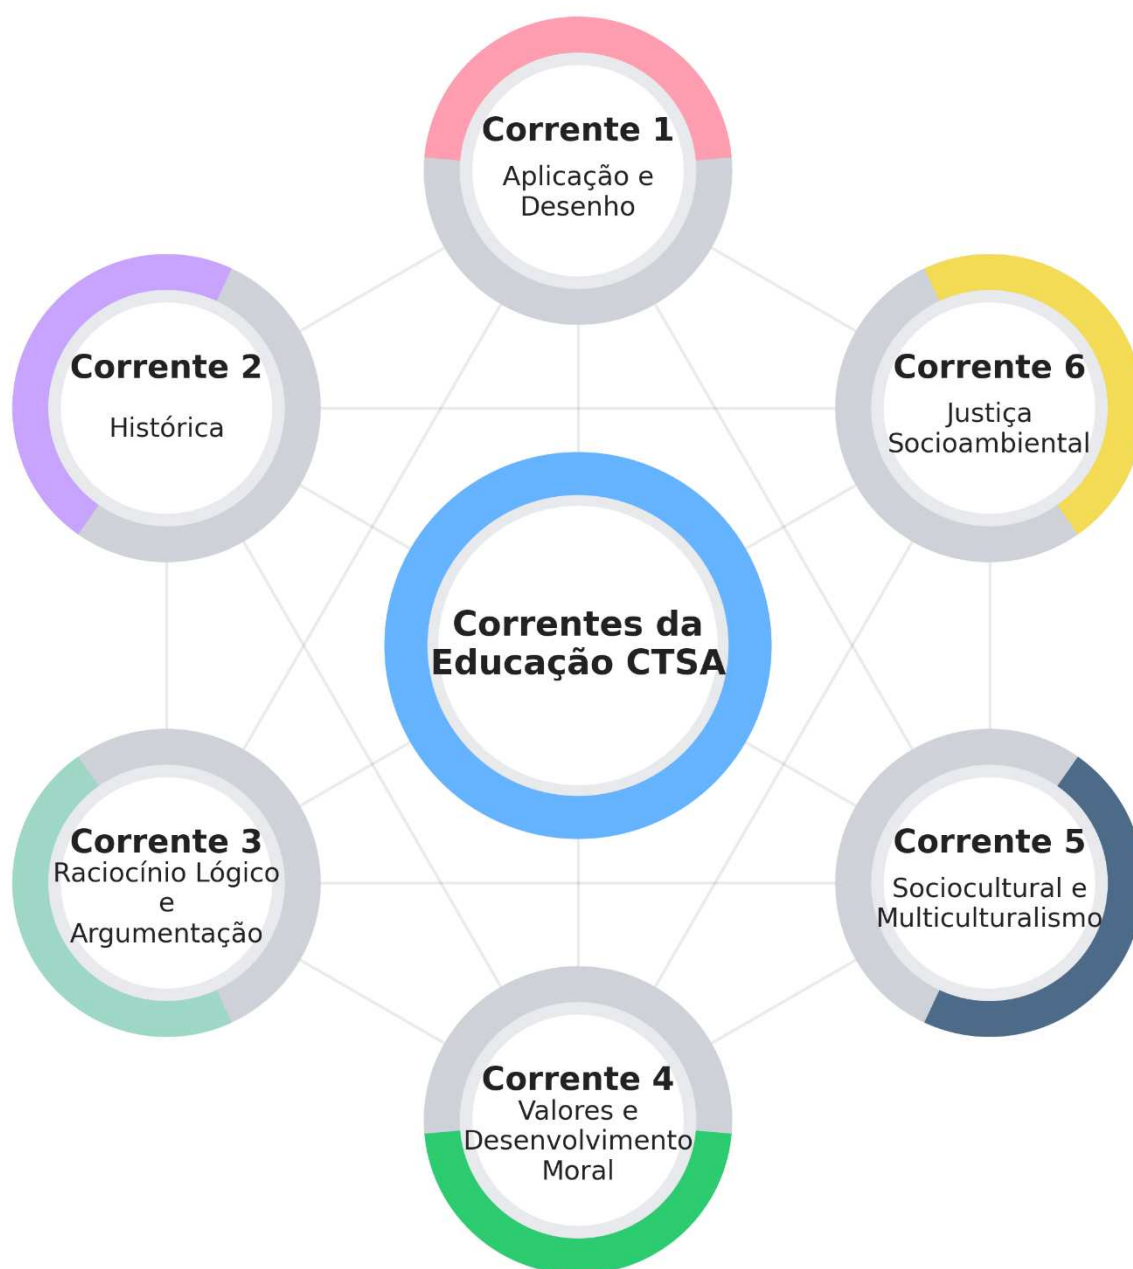 Corrente 1
Aplicação e
Desenho
Corrente 2
Histórica
Corrente 6
Justiça
Socioambiental
Correntes da
Educação CTSA
Corrente 3
Raciocínio Lógico
e
Argumentação
Corrente 5
Sociocultural e
Multiculturalismo
Corrente 4
Valores e
Desenvolvimento
Moral